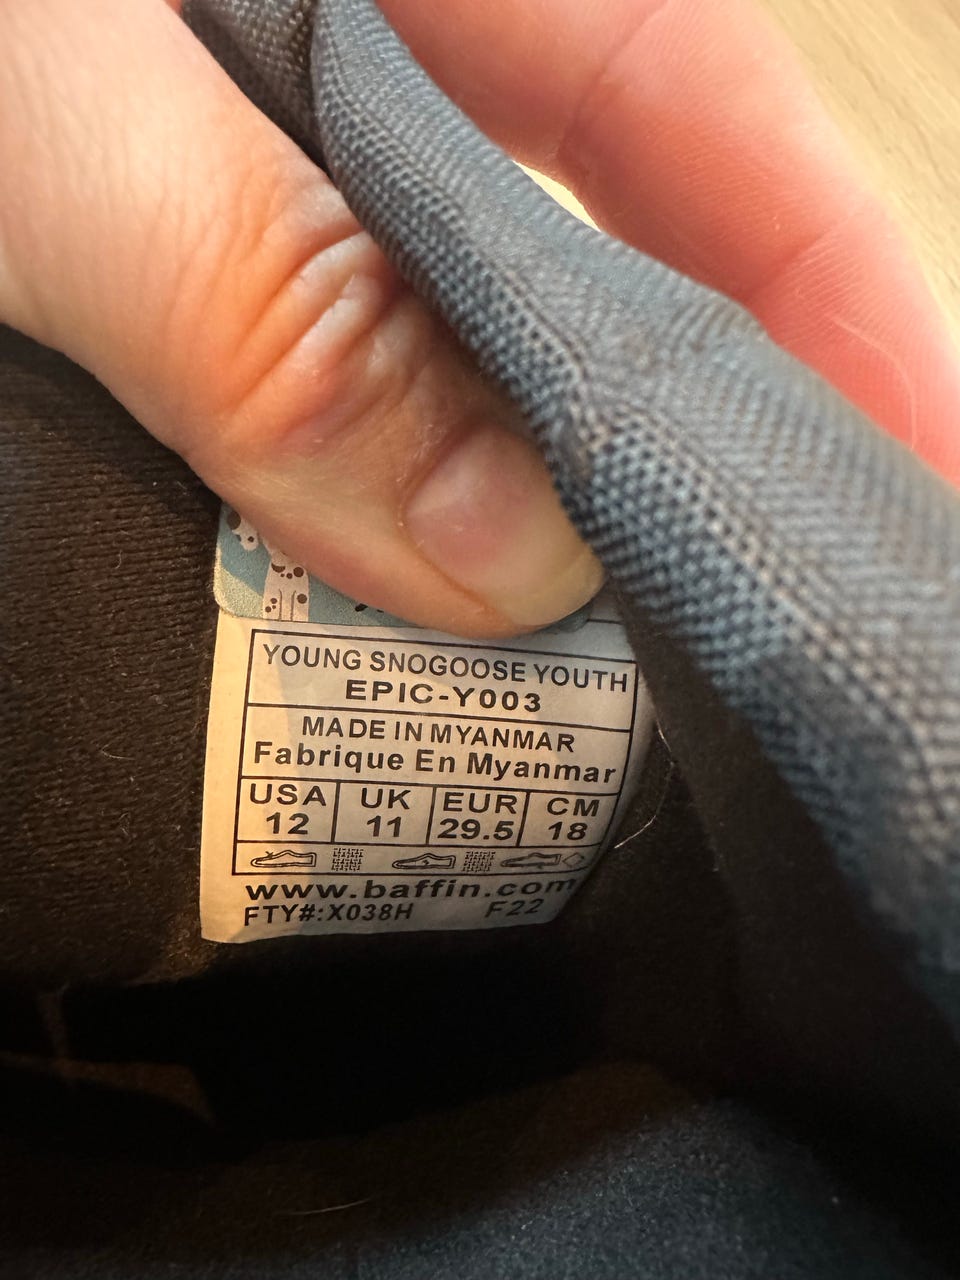 YOUNG SNOGOOSE YOUTH
EPIC-Y003
MADE IN MYANMAR
Fabrique En Myanmar
USA UK EUR CM
12 11 29.5 18
www.baffin.com
FTY#:X038H F22